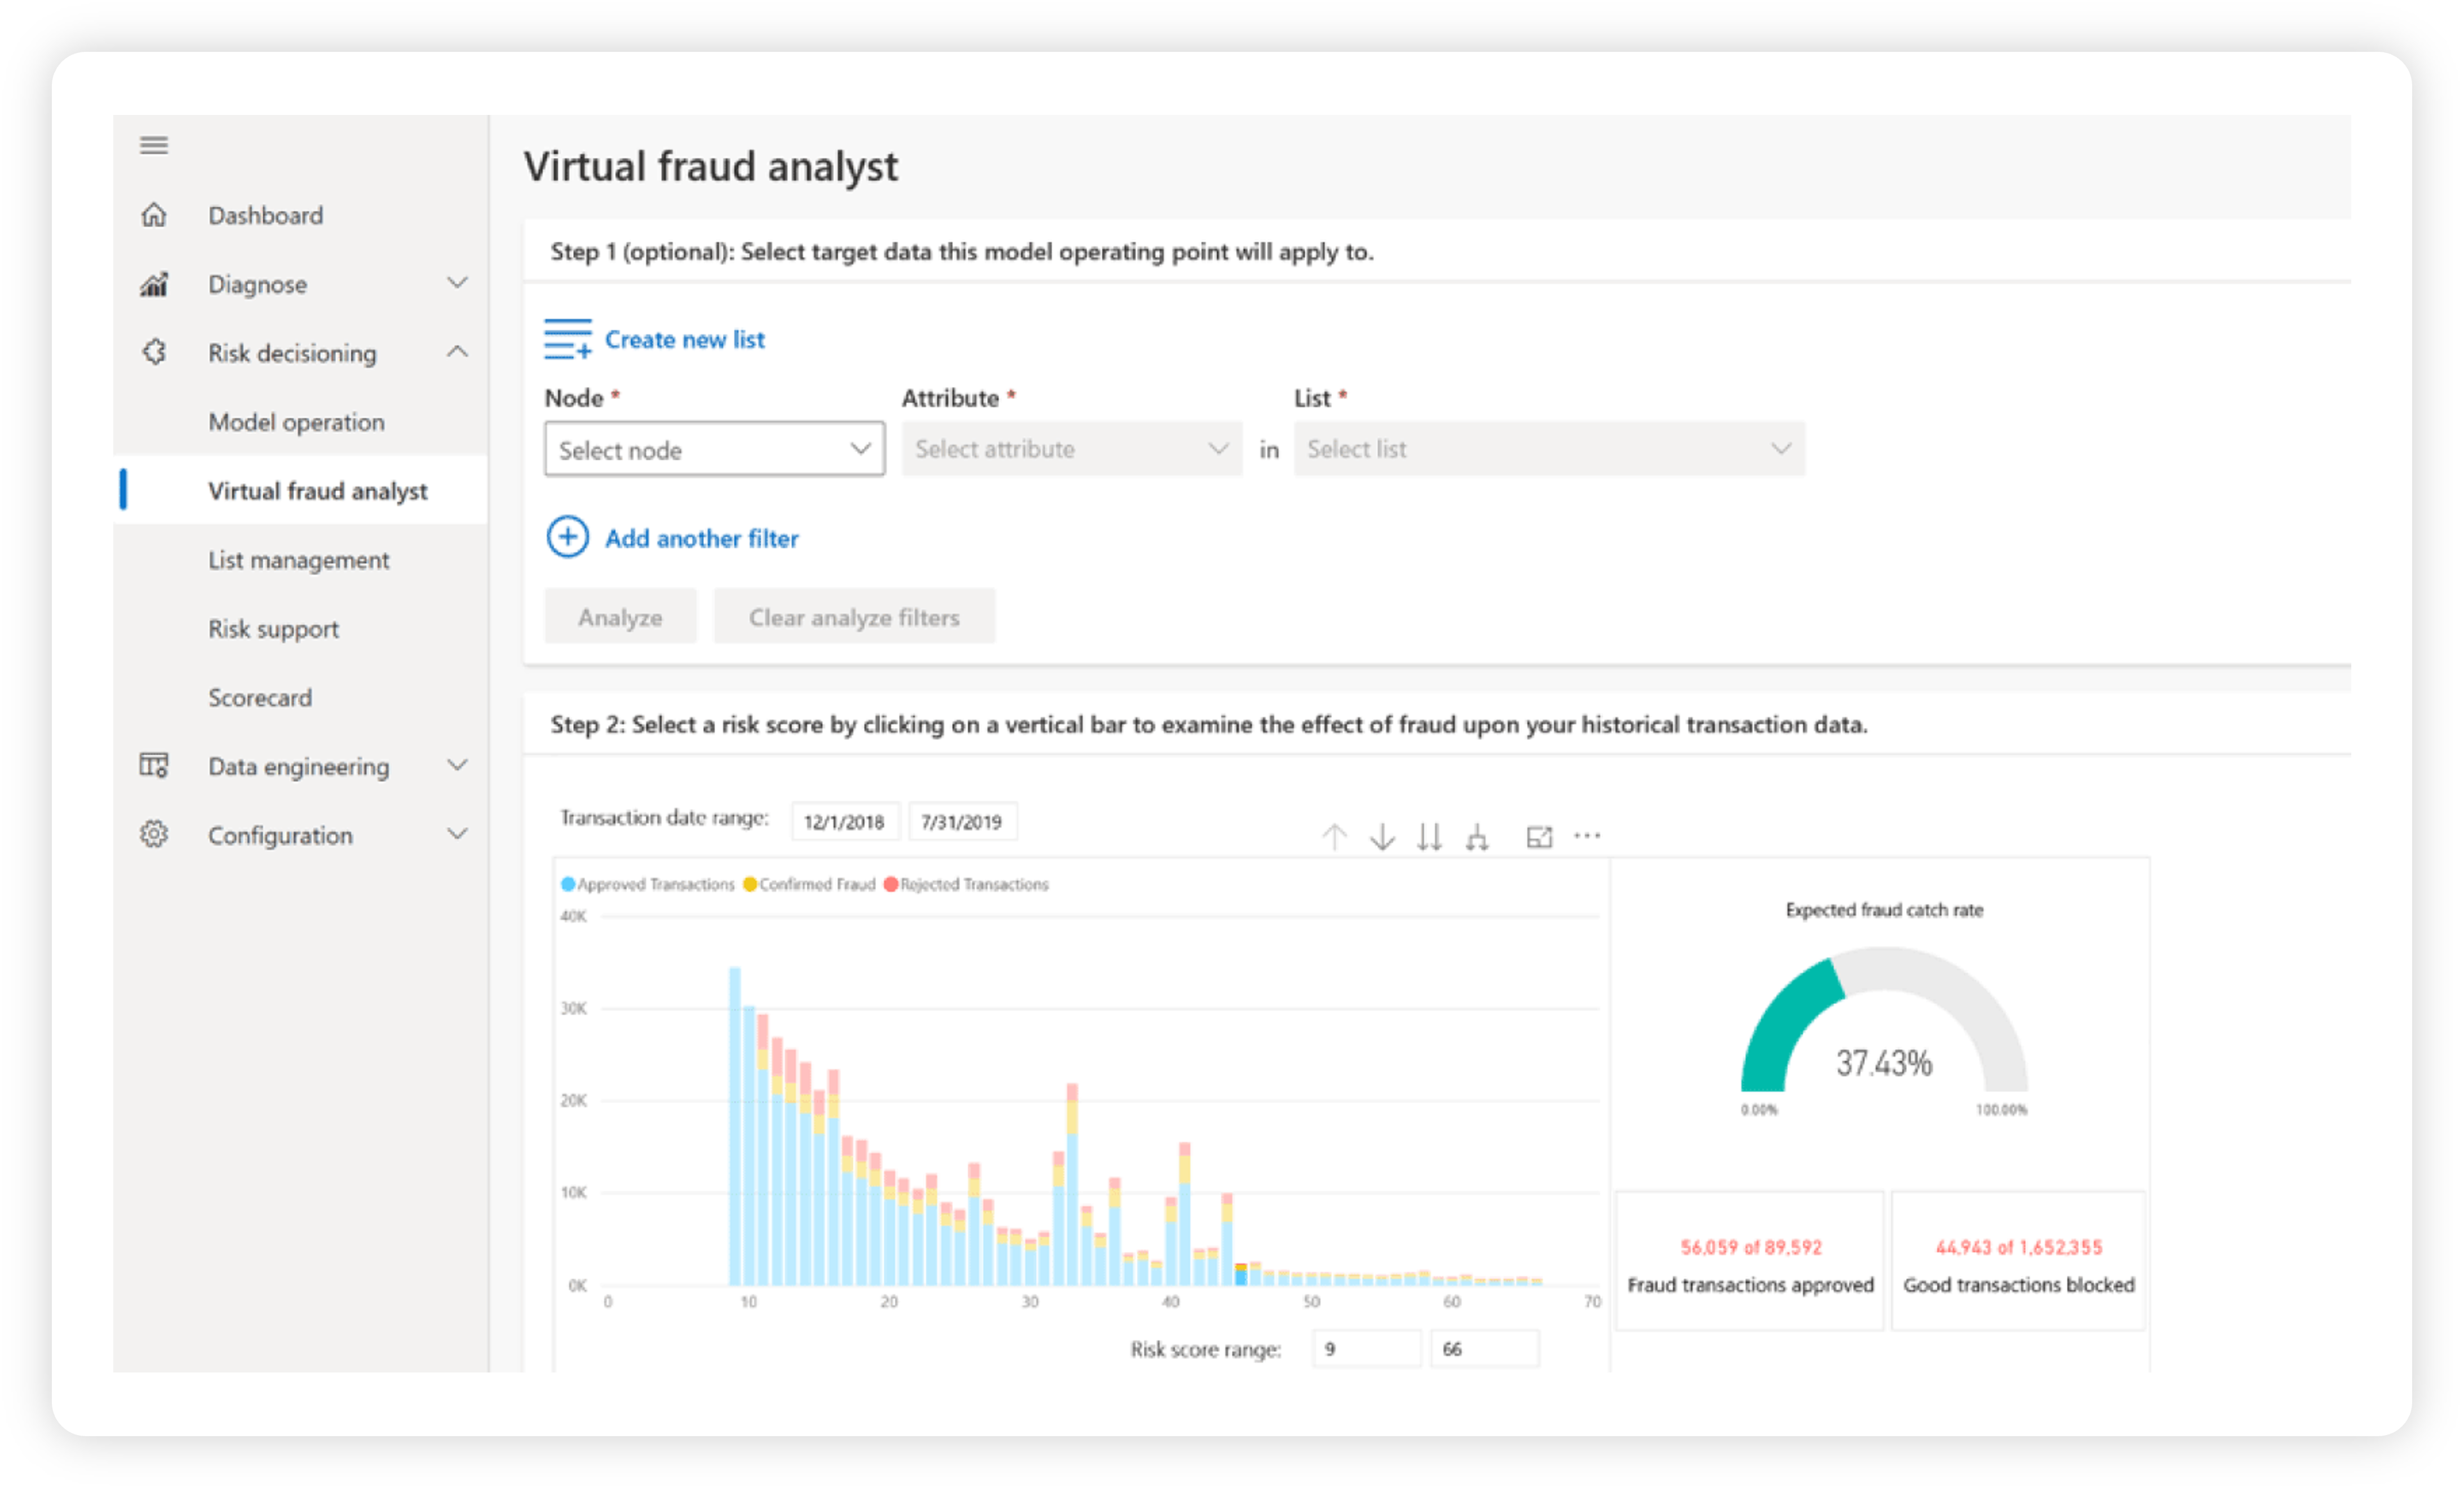 Virtual fraud analyst
Dashboard
Diagnose
Risk decisioning
Model operation
Virtual fraud analyst
List management
Risk support
Scorecard
Data engineering
Configuration
Step 1 (optional): Select target data this model operating point will apply to.
Create new list
Node * Attribute * List *
Select node Select attribute in Select list
Add another filter
Analyze Clear analyze filters
Step 2: Select a risk score by clicking on a vertical bar to examine the effect of fraud upon your historical transaction data.
Transaction date range: 12/1/2018 7/31/2019
Approved Transactions Confirmed Fraud Rejected Transactions
40K
30K
20K
10K
0K
0 10 20 30 40 50 60 70
Risk score range: 9 66
Expected fraud catch rate
37.43%
0.00% 100.00%
56,059 of 89,592
Fraud transactions approved
44,943 of 1,652,355
Good transactions blocked